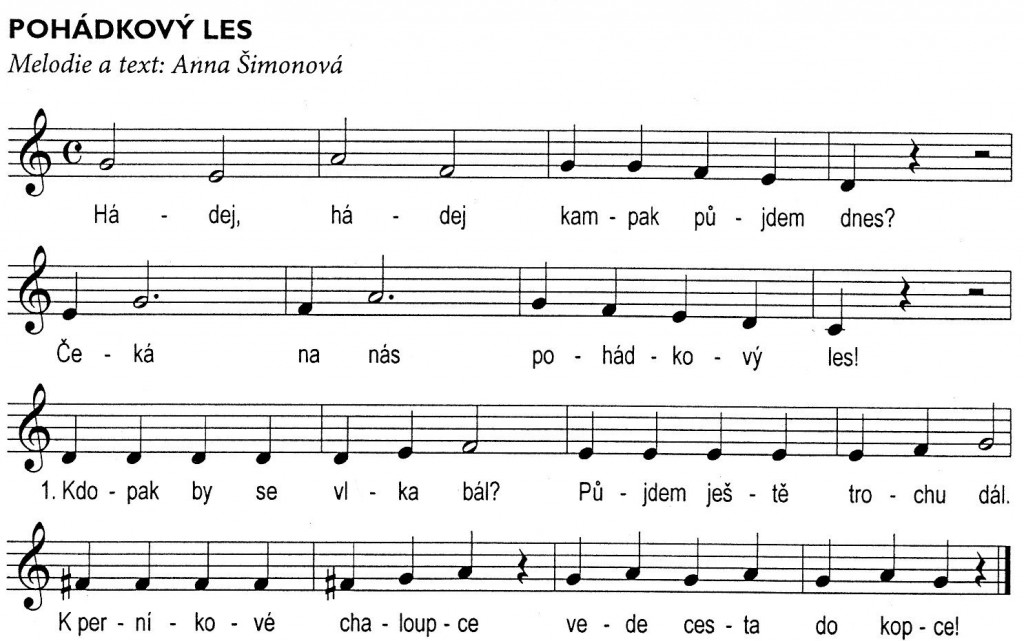 POHÁDKOVÝ LES
Melodie a text: Anna Šimonová
Há - dej, há - dej kam - pak pů - jdem dnes?
Če - ká na nás po - hád - ko - vý les!
1. Kdo - pak by se vl - ka bál? Pů - jdem ješ - tě tro - chu dál.
K per - ní - ko - vé cha - loup - ce ve - de ces - ta do kop - ce!